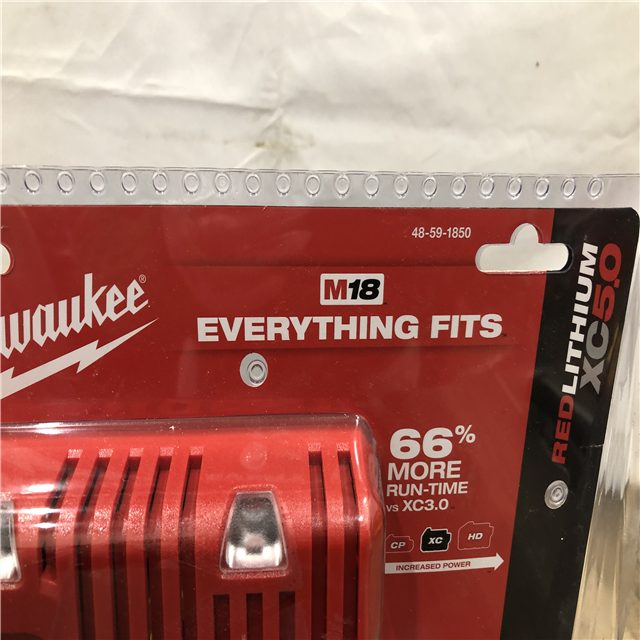 48-59-1850
waukee®
M18
EVERYTHING FITS
REDLITHIUM
XC5.0
66%
MORE
RUN-TIME
vs XC3.0
CP XC HD
INCREASED POWER